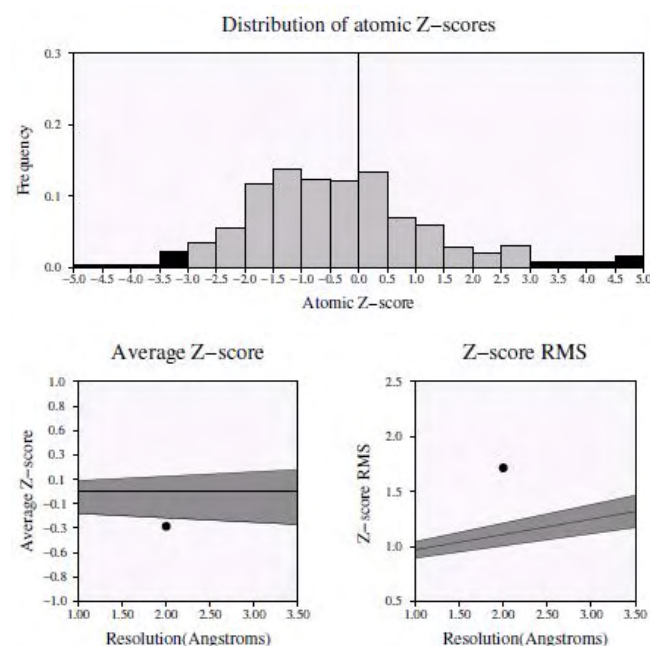 Distribution of atomic Z−scores
0.3
0.2
0.1
0.0
Frequency
−5.0 −4.5 −4.0 −3.5 −3.0 −2.5 −2.0 −1.5 −1.0 −0.5 0.0 0.5 1.0 1.5 2.0 2.5 3.0 3.5 4.0 4.5 5.0
Atomic Z−score
Average Z−score
1.0
0.8
0.6
0.3
0.1
−0.1
−0.3
−0.6
−0.8
−1.0
Average Z−score
1.00 1.50 2.00 2.50 3.00 3.50
Resolution(Angstroms)
Z−score RMS
2.5
2.0
1.5
1.0
0.5
Z−score RMS
1.00 1.50 2.00 2.50 3.00 3.50
Resolution(Angstroms)